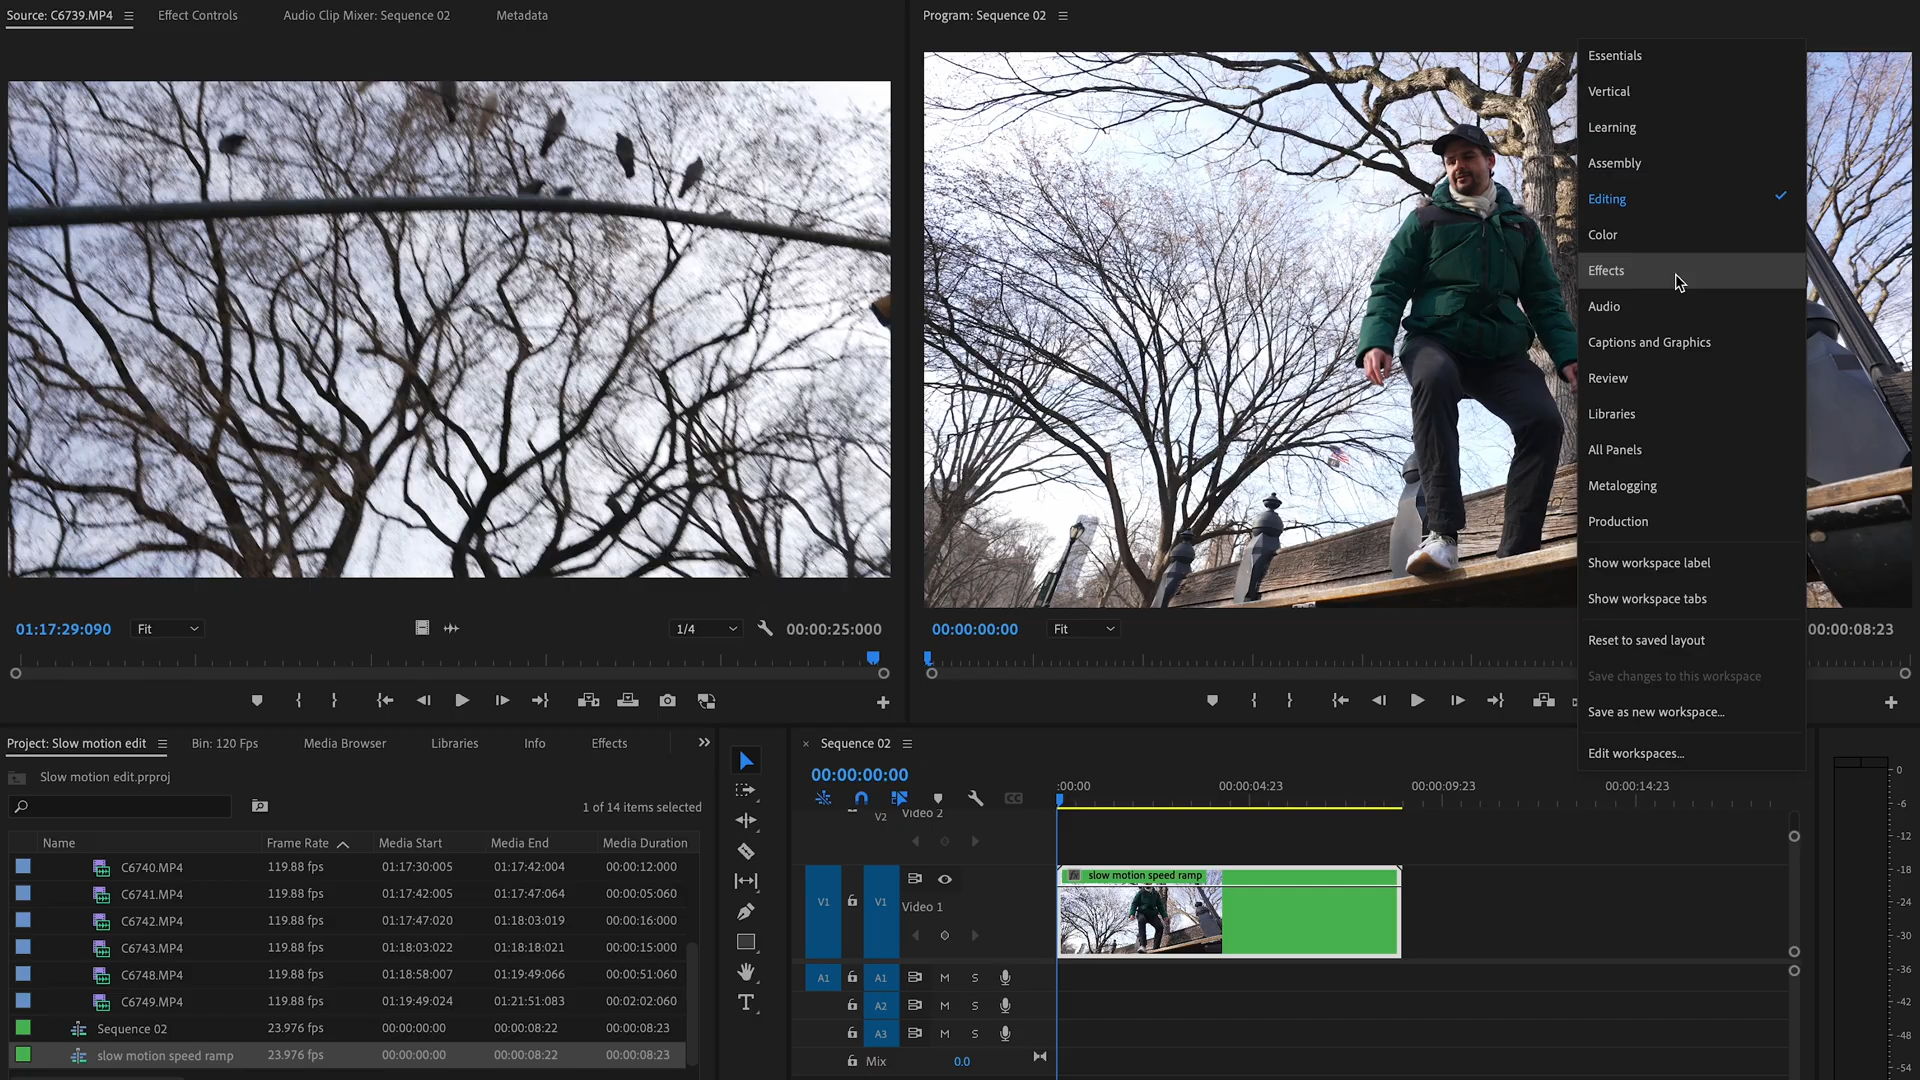 Source: C6739.MP4
Effect Controls
Audio Clip Mixer: Sequence 02
Metadata
Program: Sequence 02
Essentials
Vertical
Learning
Assembly
Editing
Color
Effects
Audio
Captions and Graphics
Review
Libraries
All Panels
Metalogging
Production
Show workspace label
Show workspace tabs
Reset to saved layout
Save changes to this workspace
Save as new workspace...
Edit workspaces...
01:17:29:090
Fit
1/4
00:00:25:000
00:00:00:00
Fit
00:00:08:23
Project: Slow motion edit
Bin: 120 Fps
Media Browser
Libraries
Info
Effects
Slow motion edit.prproj
1 of 14 items selected
Name Frame Rate Media Start Media End Media Duration
C6740.MP4 119.88 fps 01:17:30:005 01:17:42:004 00:00:12:000
C6741.MP4 119.88 fps 01:17:42:005 01:17:47:064 00:00:05:060
C6742.MP4 119.88 fps 01:17:47:020 01:18:03:019 00:00:16:000
C6743.MP4 119.88 fps 01:18:03:022 01:18:18:021 00:00:15:000
C6748.MP4 119.88 fps 01:18:58:007 01:19:49:066 00:00:51:060
C6749.MP4 119.88 fps 01:19:49:024 01:21:51:083 00:02:02:060
Sequence 02 23.976 fps 00:00:00:00 00:00:08:22 00:00:08:23
slow motion speed ramp 23.976 fps 00:00:00:00 00:00:08:22 00:00:08:23
T
Sequence 02
00:00:00:00
:00:00 00:00:04:23 00:00:09:23 00:00:14:23
V2 Video 2
slow motion speed ramp
V1 V1 Video 1
A1 A1 M S
A2 M S
A3 M S
Mix 0.0
0
-6
-12
-18
-24
-30
-36
-42
-48
-54